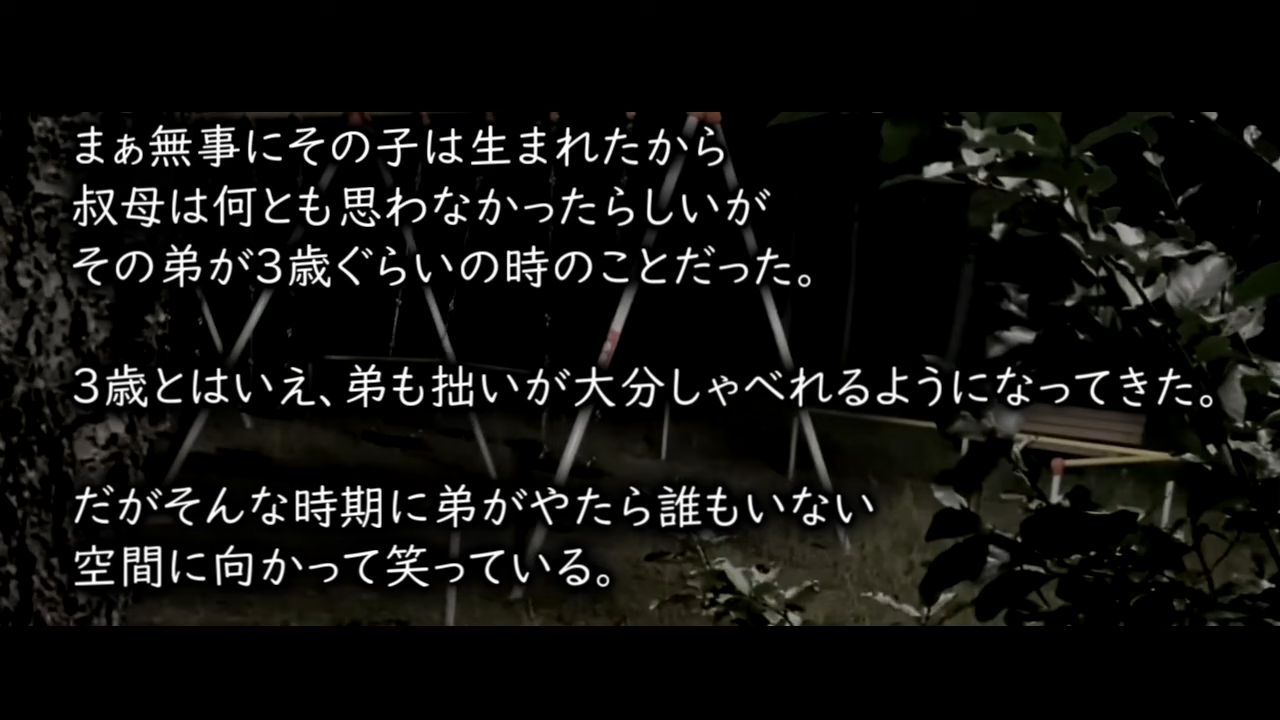 まぁ無事にその子は生まれたから
叔母は何とも思わなかったらしいが
その弟が3歳ぐらいの時のことだった。
3歳とはいえ、弟も拙いが大分しゃべれるようになってきた。
だがそんな時期に弟がやたら誰もいない
空間に向かって笑っている。